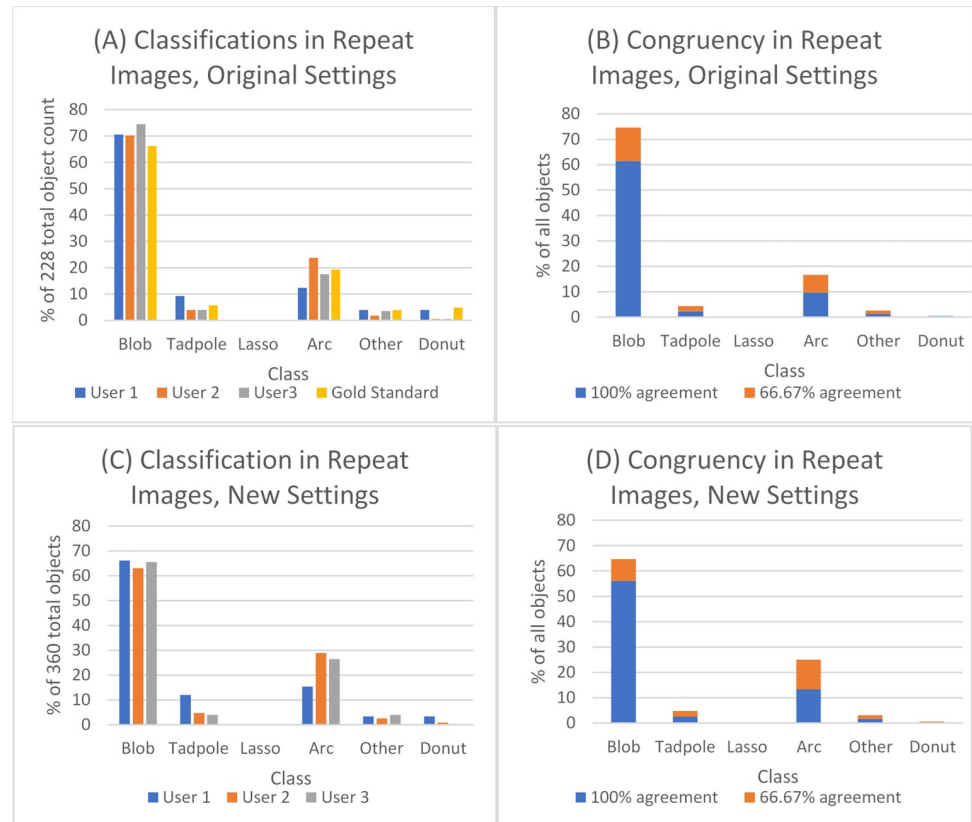 (A) Classifications in Repeat
Images, Original Settings
% of 228 total object count
80
70
60
50
40
30
20
10
0
Blob Tadpole Lasso Arc Other Donut
Class
User 1 User 2 User3 Gold Standard
(B) Congruency in Repeat
Images, Original Settings
% of all objects
80
70
60
50
40
30
20
10
0
Blob Tadpole Lasso Arc Other Donut
Class
100% agreement 66.67% agreement
(C) Classification in Repeat
Images, New Settings
% of 360 total objects
80
70
60
50
40
30
20
10
0
Blob Tadpole Lasso Arc Other Donut
Class
User 1 User 2 User 3
(D) Congruency in Repeat
Images, New Settings
% of all objects
80
70
60
50
40
30
20
10
0
Blob Tadpole Lasso Arc Other Donut
Class
100% agreement 66.67% agreement